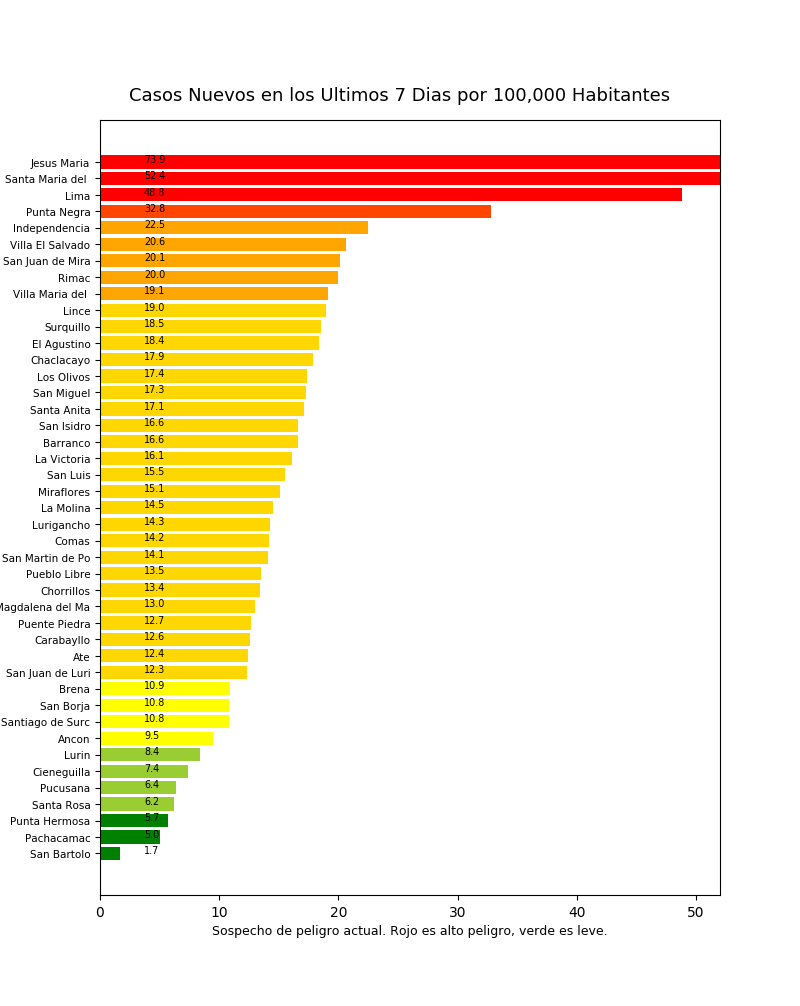 Casos Nuevos en los Ultimos 7 Dias por 100,000 Habitantes
Jesus Maria 73.9
Santa Maria del 52.4
Lima 48.8
Punta Negra 32.8
Independencia 22.5
Villa El Salvado 20.6
San Juan de Mira 20.1
Rimac 20.0
Villa Maria del 19.1
Lince 19.0
Surquillo 18.5
El Agustino 18.4
Chaclacayo 17.9
Los Olivos 17.4
San Miguel 17.3
Santa Anita 17.1
San Isidro 16.6
Barranco 16.6
La Victoria 16.1
San Luis 15.5
Miraflores 15.1
La Molina 14.5
Lurigancho 14.3
Comas 14.2
San Martin de Po 14.1
Pueblo Libre 13.5
Chorrillos 13.4
Magdalena del Ma 13.0
Puente Piedra 12.7
Carabayllo 12.6
Ate 12.4
San Juan de Luri 12.3
Brena 10.9
San Borja 10.8
Santiago de Surc 10.8
Ancon 9.5
Lurin 8.4
Cieneguilla 7.4
Pucusana 6.4
Santa Rosa 6.2
Punta Hermosa 5.7
Pachacamac 5.0
San Bartolo 1.7
0 10 20 30 40 50
Sospecho de peligro actual. Rojo es alto peligro, verde es leve.